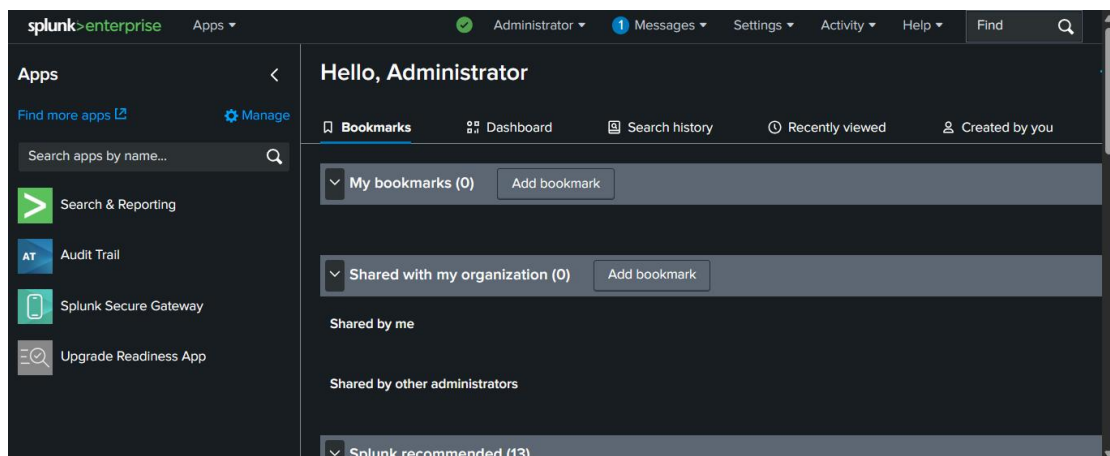 splunk>enterprise Apps Administrator 1 Messages Settings Activity Help Find
Apps
Find more apps Manage
Search apps by name...
Search & Reporting
AT Audit Trail
Splunk Secure Gateway
Upgrade Readiness App
Hello, Administrator
Bookmarks Dashboard Search history Recently viewed Created by you
My bookmarks (0) Add bookmark
Shared with my organization (0) Add bookmark
Shared by me
Shared by other administrators
Splunk recommended (13)